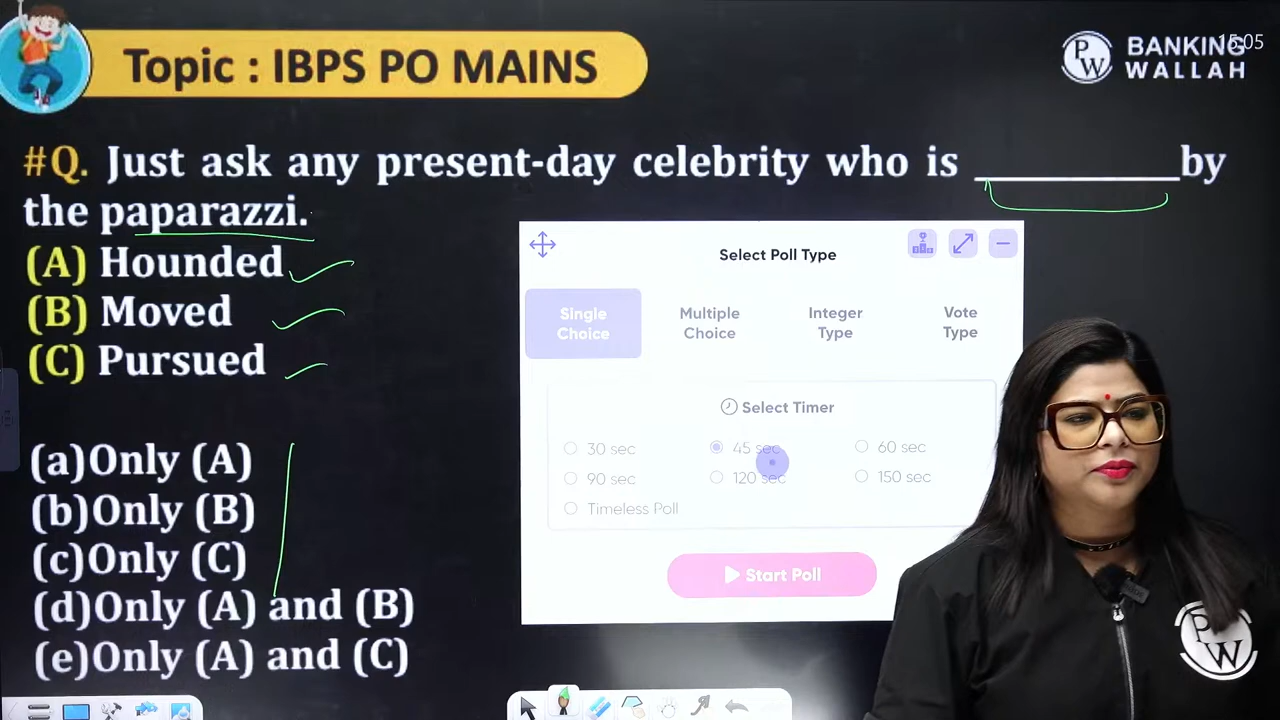 Topic : IBPS PO MAINS
PW BANKING WALLAH
15:05
#Q. Just ask any present-day celebrity who is __________ by
the paparazzi.
(A) Hounded
(B) Moved
(C) Pursued
(a)Only (A)
(b)Only (B)
(c)Only (C)
(d)Only (A) and (B)
(e)Only (A) and (C)
Select Poll Type
Single Choice
Multiple Choice
Integer Type
Vote Type
Select Timer
30 sec
45 sec
60 sec
90 sec
120 sec
150 sec
Timeless Poll
Start Poll
PW